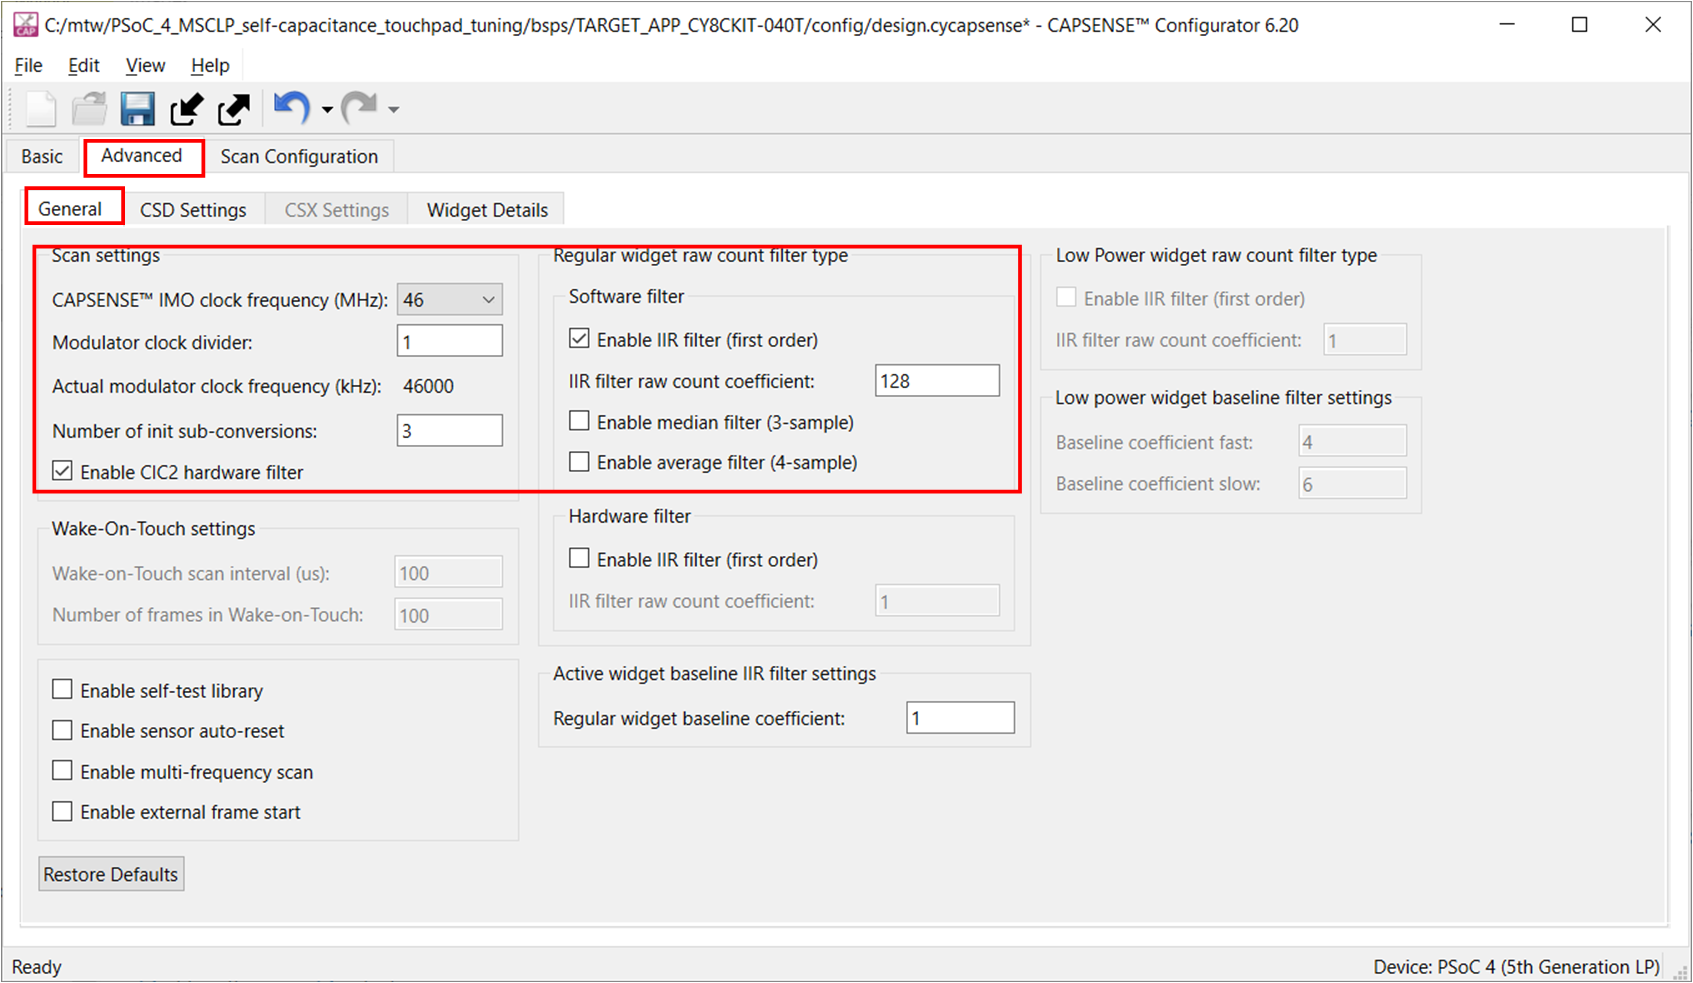 C:/mtw/PSoC_4_MSCLP_self-capacitance_touchpad_tuning/bsps/TARGET_APP_CY8CKIT-040T/config/design.cycapsense* - CAPSENSE™ Configurator 6.20
File Edit View Help
Basic Advanced Scan Configuration
General CSD Settings CSX Settings Widget Details
Scan settings
CAPSENSE™ IMO clock frequency (MHz): 46
Modulator clock divider: 1
Actual modulator clock frequency (kHz): 46000
Number of init sub-conversions: 3
Enable CIC2 hardware filter
Wake-On-Touch settings
Wake-on-Touch scan interval (us): 100
Number of frames in Wake-on-Touch: 100
Enable self-test library
Enable sensor auto-reset
Enable multi-frequency scan
Enable external frame start
Restore Defaults
Regular widget raw count filter type
Software filter
Enable IIR filter (first order)
IIR filter raw count coefficient: 128
Enable median filter (3-sample)
Enable average filter (4-sample)
Hardware filter
Enable IIR filter (first order)
IIR filter raw count coefficient: 1
Active widget baseline IIR filter settings
Regular widget baseline coefficient: 1
Low Power widget raw count filter type
Enable IIR filter (first order)
IIR filter raw count coefficient: 1
Low power widget baseline filter settings
Baseline coefficient fast: 4
Baseline coefficient slow: 6
Ready
Device: PSoC 4 (5th Generation LP)